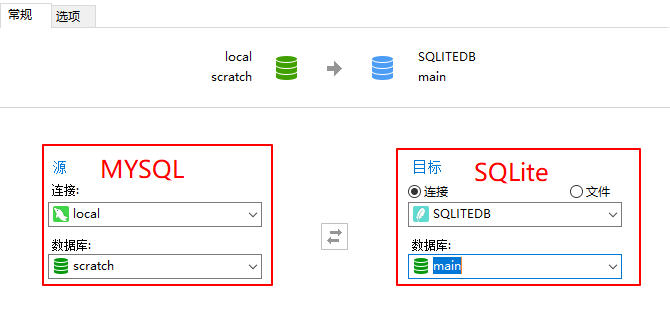 常规 选项
local SQLITEDB
scratch main
源 MYSQL
连接:
local
数据库:
scratch
目标 SQLite
连接 文件
SQLITEDB
数据库:
main